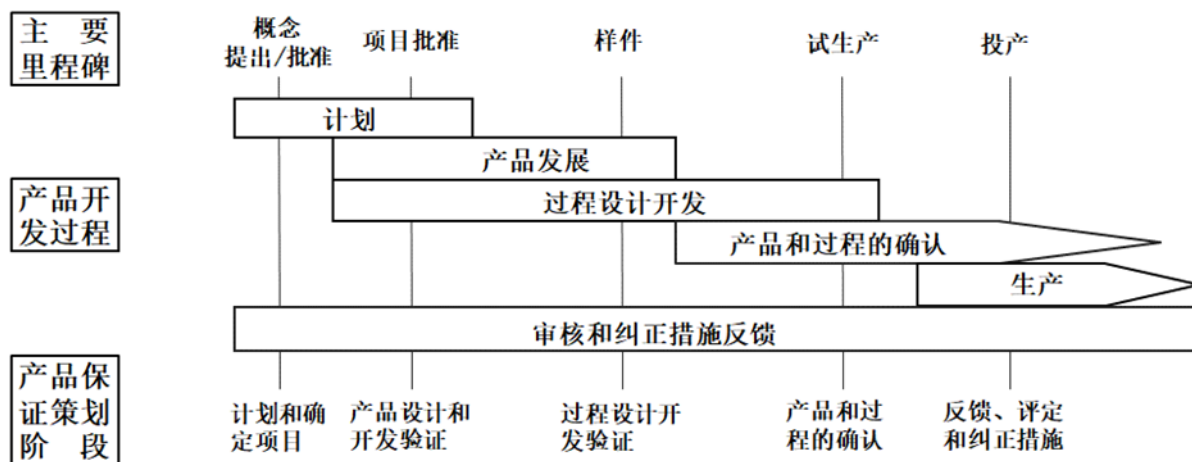 主要
里程碑
概念
提出/批准
项目批准
样件
试生产
投产
计划
产品发展
产品开
发过程
过程设计开发
产品和过程的确认
生产
审核和纠正措施反馈
产品保
证策划
阶段
计划和确
定项目
产品设计和
开发验证
过程设计开
发验证
产品和过
程的确认
反馈、评定
和纠正措施